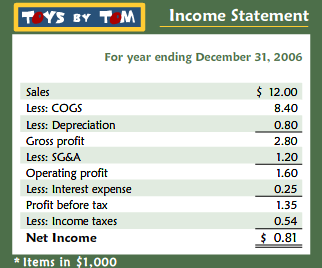 TOYS BY TOM
Income Statement
For year ending December 31, 2006
Sales $ 12.00
Less: COGS 8.40
Less: Depreciation 0.80
Gross profit 2.80
Less: SG&A 1.20
Operating profit 1.60
Less: Interest expense 0.25
Profit before tax 1.35
Less: Income taxes 0.54
Net Income $ 0.81
* Items in $1,000